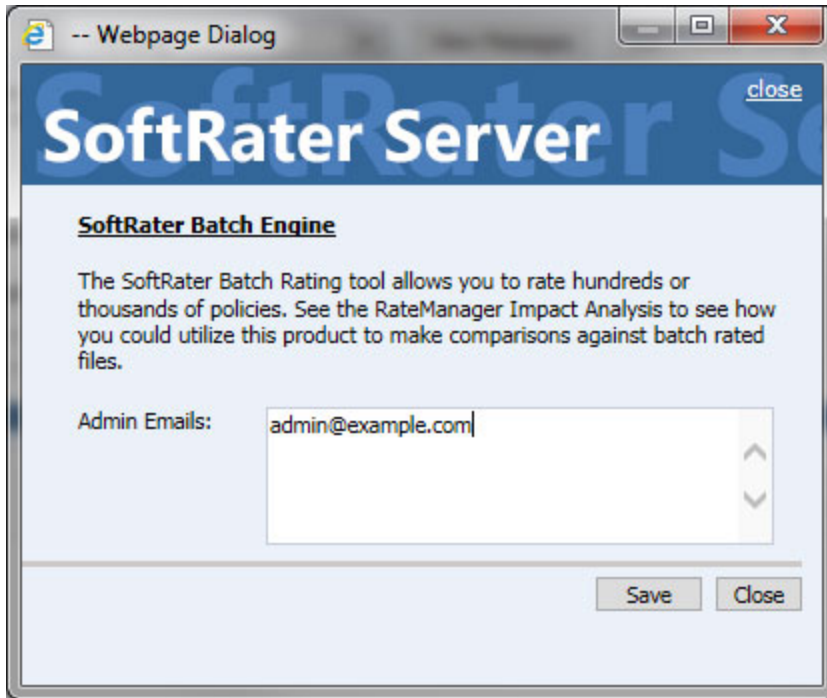 -- Webpage Dialog
close
SoftRater Server
SoftRater Batch Engine
The SoftRater Batch Rating tool allows you to rate hundreds or
thousands of policies. See the RateManager Impact Analysis to see how
you could utilize this product to make comparisons against batch rated
files.
Admin Emails:
admin@example.com
Save
Close